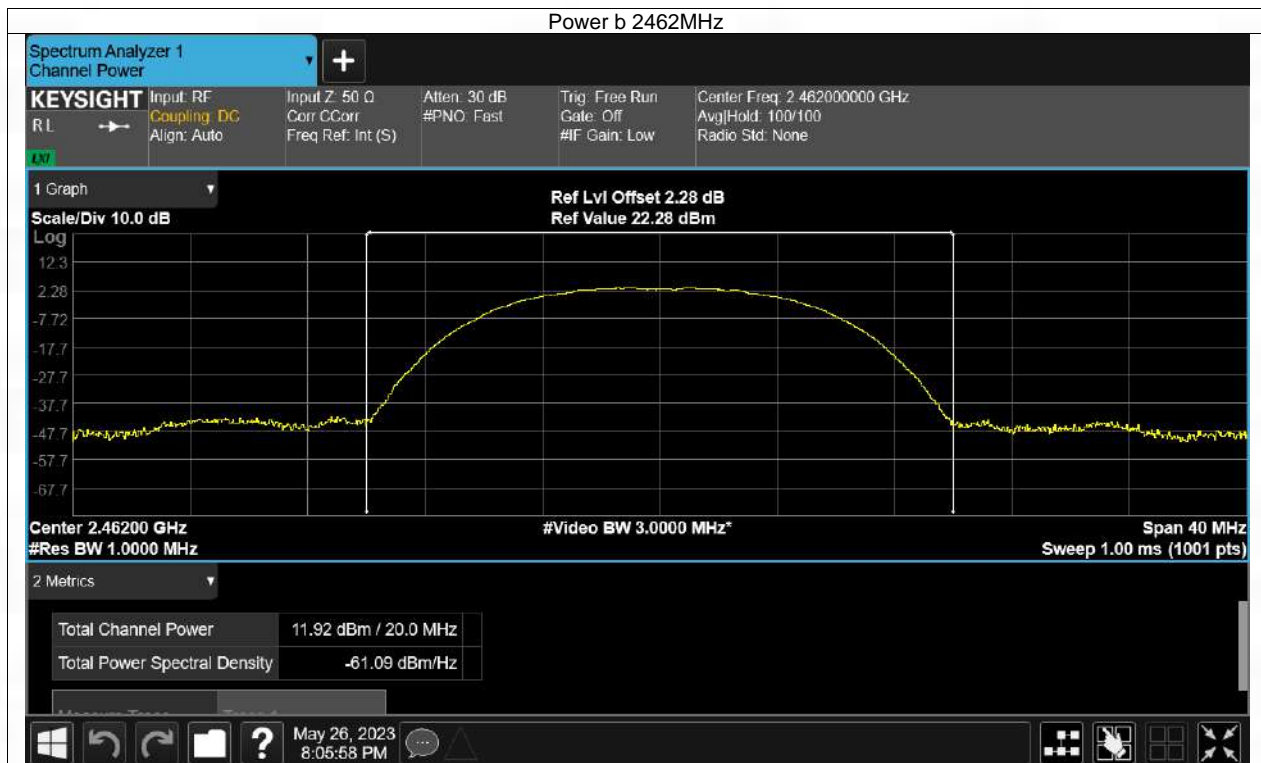 Power b 2462MHz
Spectrum Analyzer 1
Channel Power
+
KEYSIGHT Input: RF Input Z: 50 Ω Atten: 30 dB Trig: Free Run Center Freq: 2.462000000 GHz
RL Coupling: DC Corr CCorr #PNO: Fast Gate: Off Avg|Hold: 100/100
Align: Auto Freq Ref: Int (S) #IF Gain: Low Radio Std: None
LXI
1 Graph
Ref Lvl Offset 2.28 dB
Scale/Div 10.0 dB Ref Value 22.28 dBm
Log
12.3
2.28
-7.72
-17.7
-27.7
-37.7
-47.7
-57.7
-67.7
Center 2.46200 GHz #Video BW 3.0000 MHz* Span 40 MHz
#Res BW 1.0000 MHz Sweep 1.00 ms (1001 pts)
2 Metrics
Total Channel Power 11.92 dBm / 20.0 MHz
Total Power Spectral Density -61.09 dBm/Hz
? May 26, 2023
8:05:58 PM